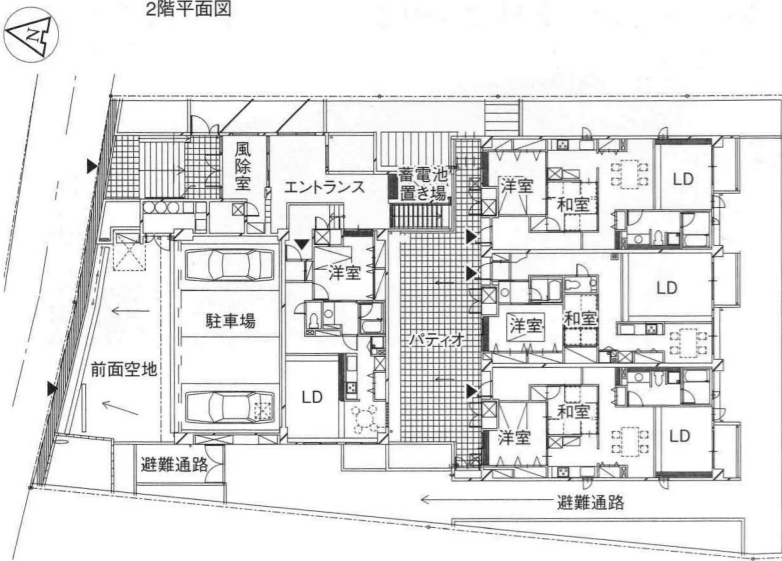 2階平面図
N
風除室
エントランス
蓄電池
置き場
洋室
和室
LD
洋室
LD
駐車場
洋室
和室
パティオ
前面空地
LD
和室
洋室
LD
避難通路
避難通路